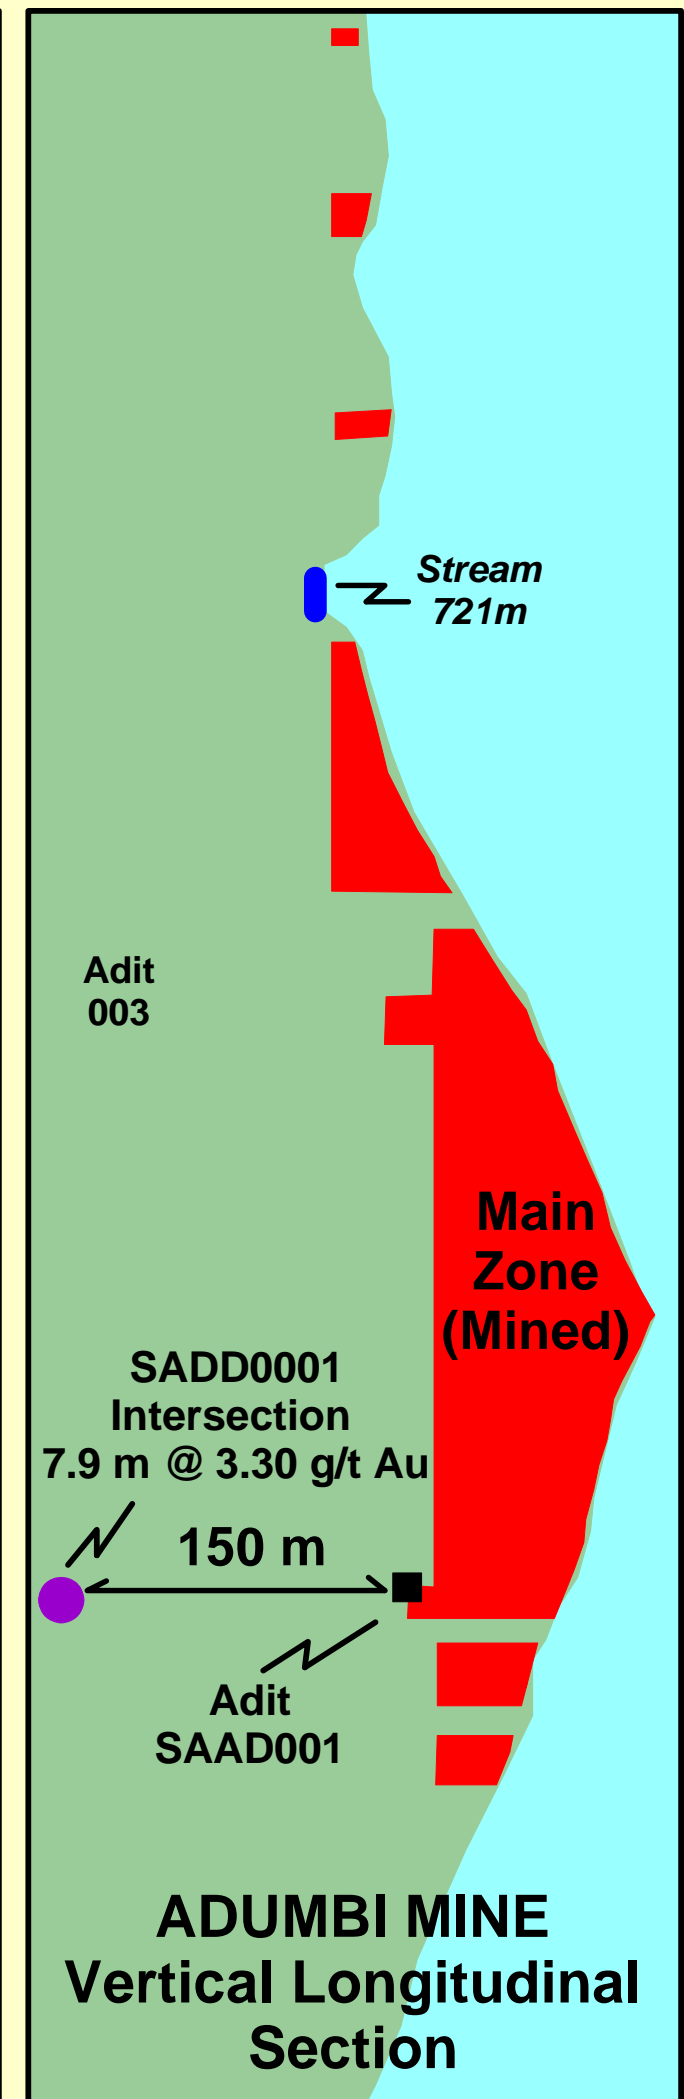 Stream
721m
Adit
003
Main
Zone
(Mined)
SADD0001
Intersection
7.9 m @ 3.30 g/t Au
150 m
Adit
SAAD001
ADUMBI MINE
Vertical Longitudinal
Section